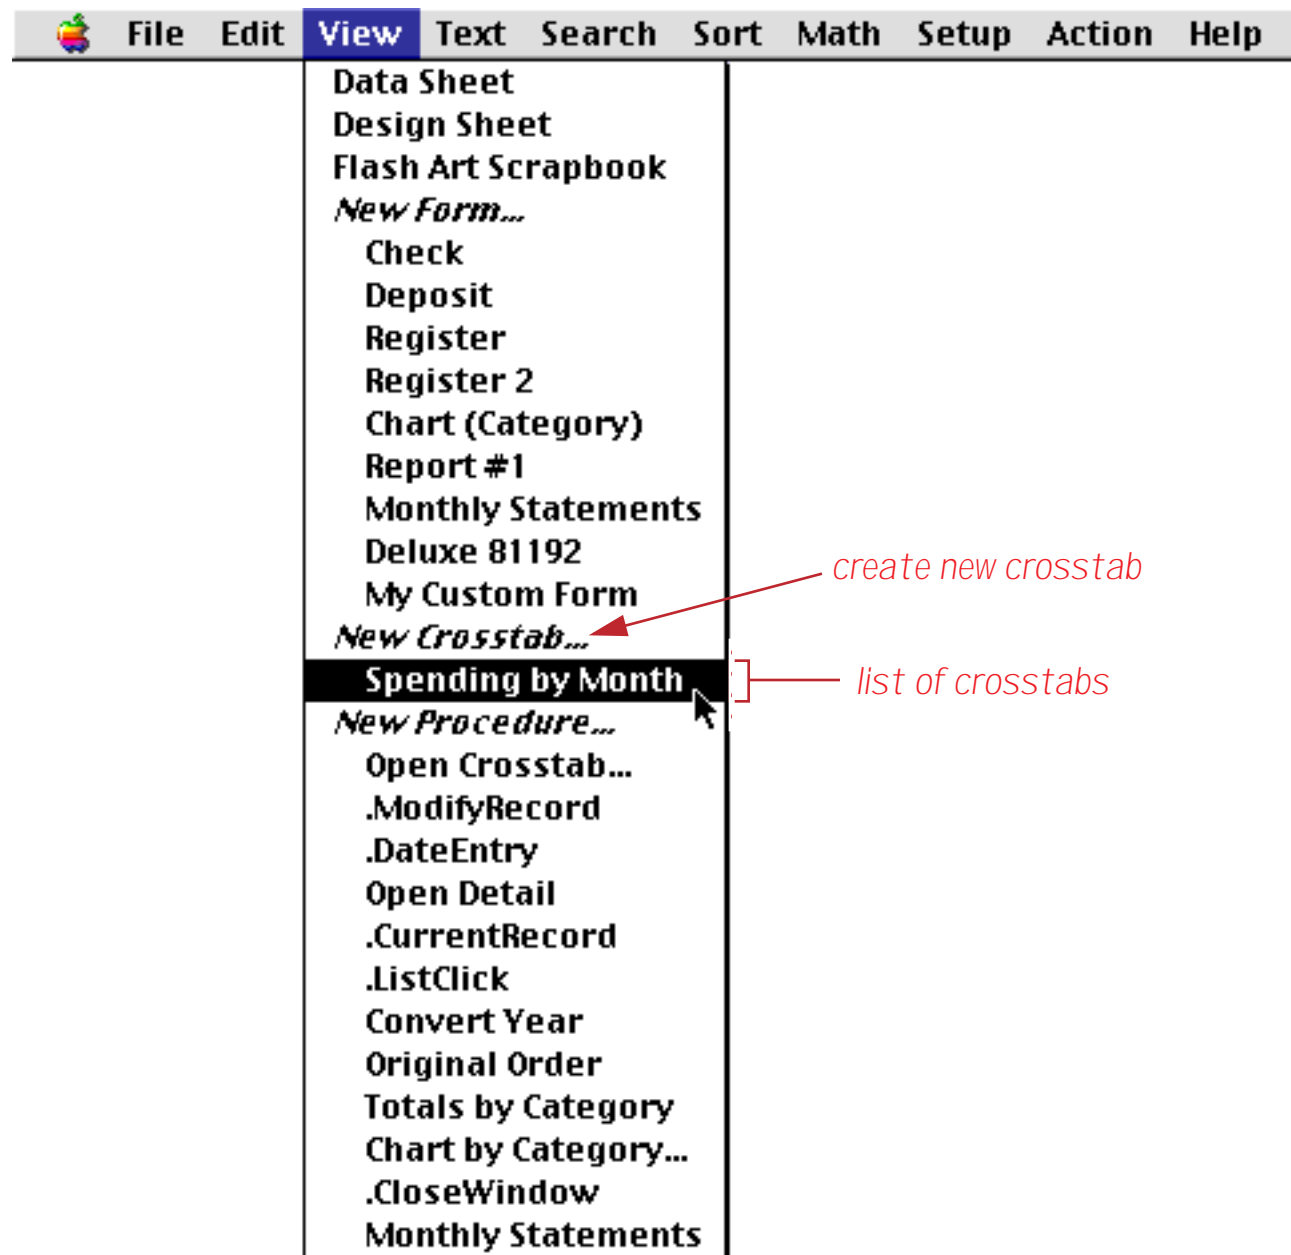 File Edit View Text Search Sort Math Setup Action Help
Data Sheet
Design Sheet
Flash Art Scrapbook
New Form...
Check
Deposit
Register
Register 2
Chart (Category)
Report #1
Monthly Statements
Deluxe 81192
My Custom Form
create new crosstab
New Crosstab...
Spending by Month
list of crosstabs
New Procedure...
Open Crosstab...
.ModifyRecord
.DateEntry
Open Detail
.CurrentRecord
.ListClick
Convert Year
Original Order
Totals by Category
Chart by Category...
.CloseWindow
Monthly Statements